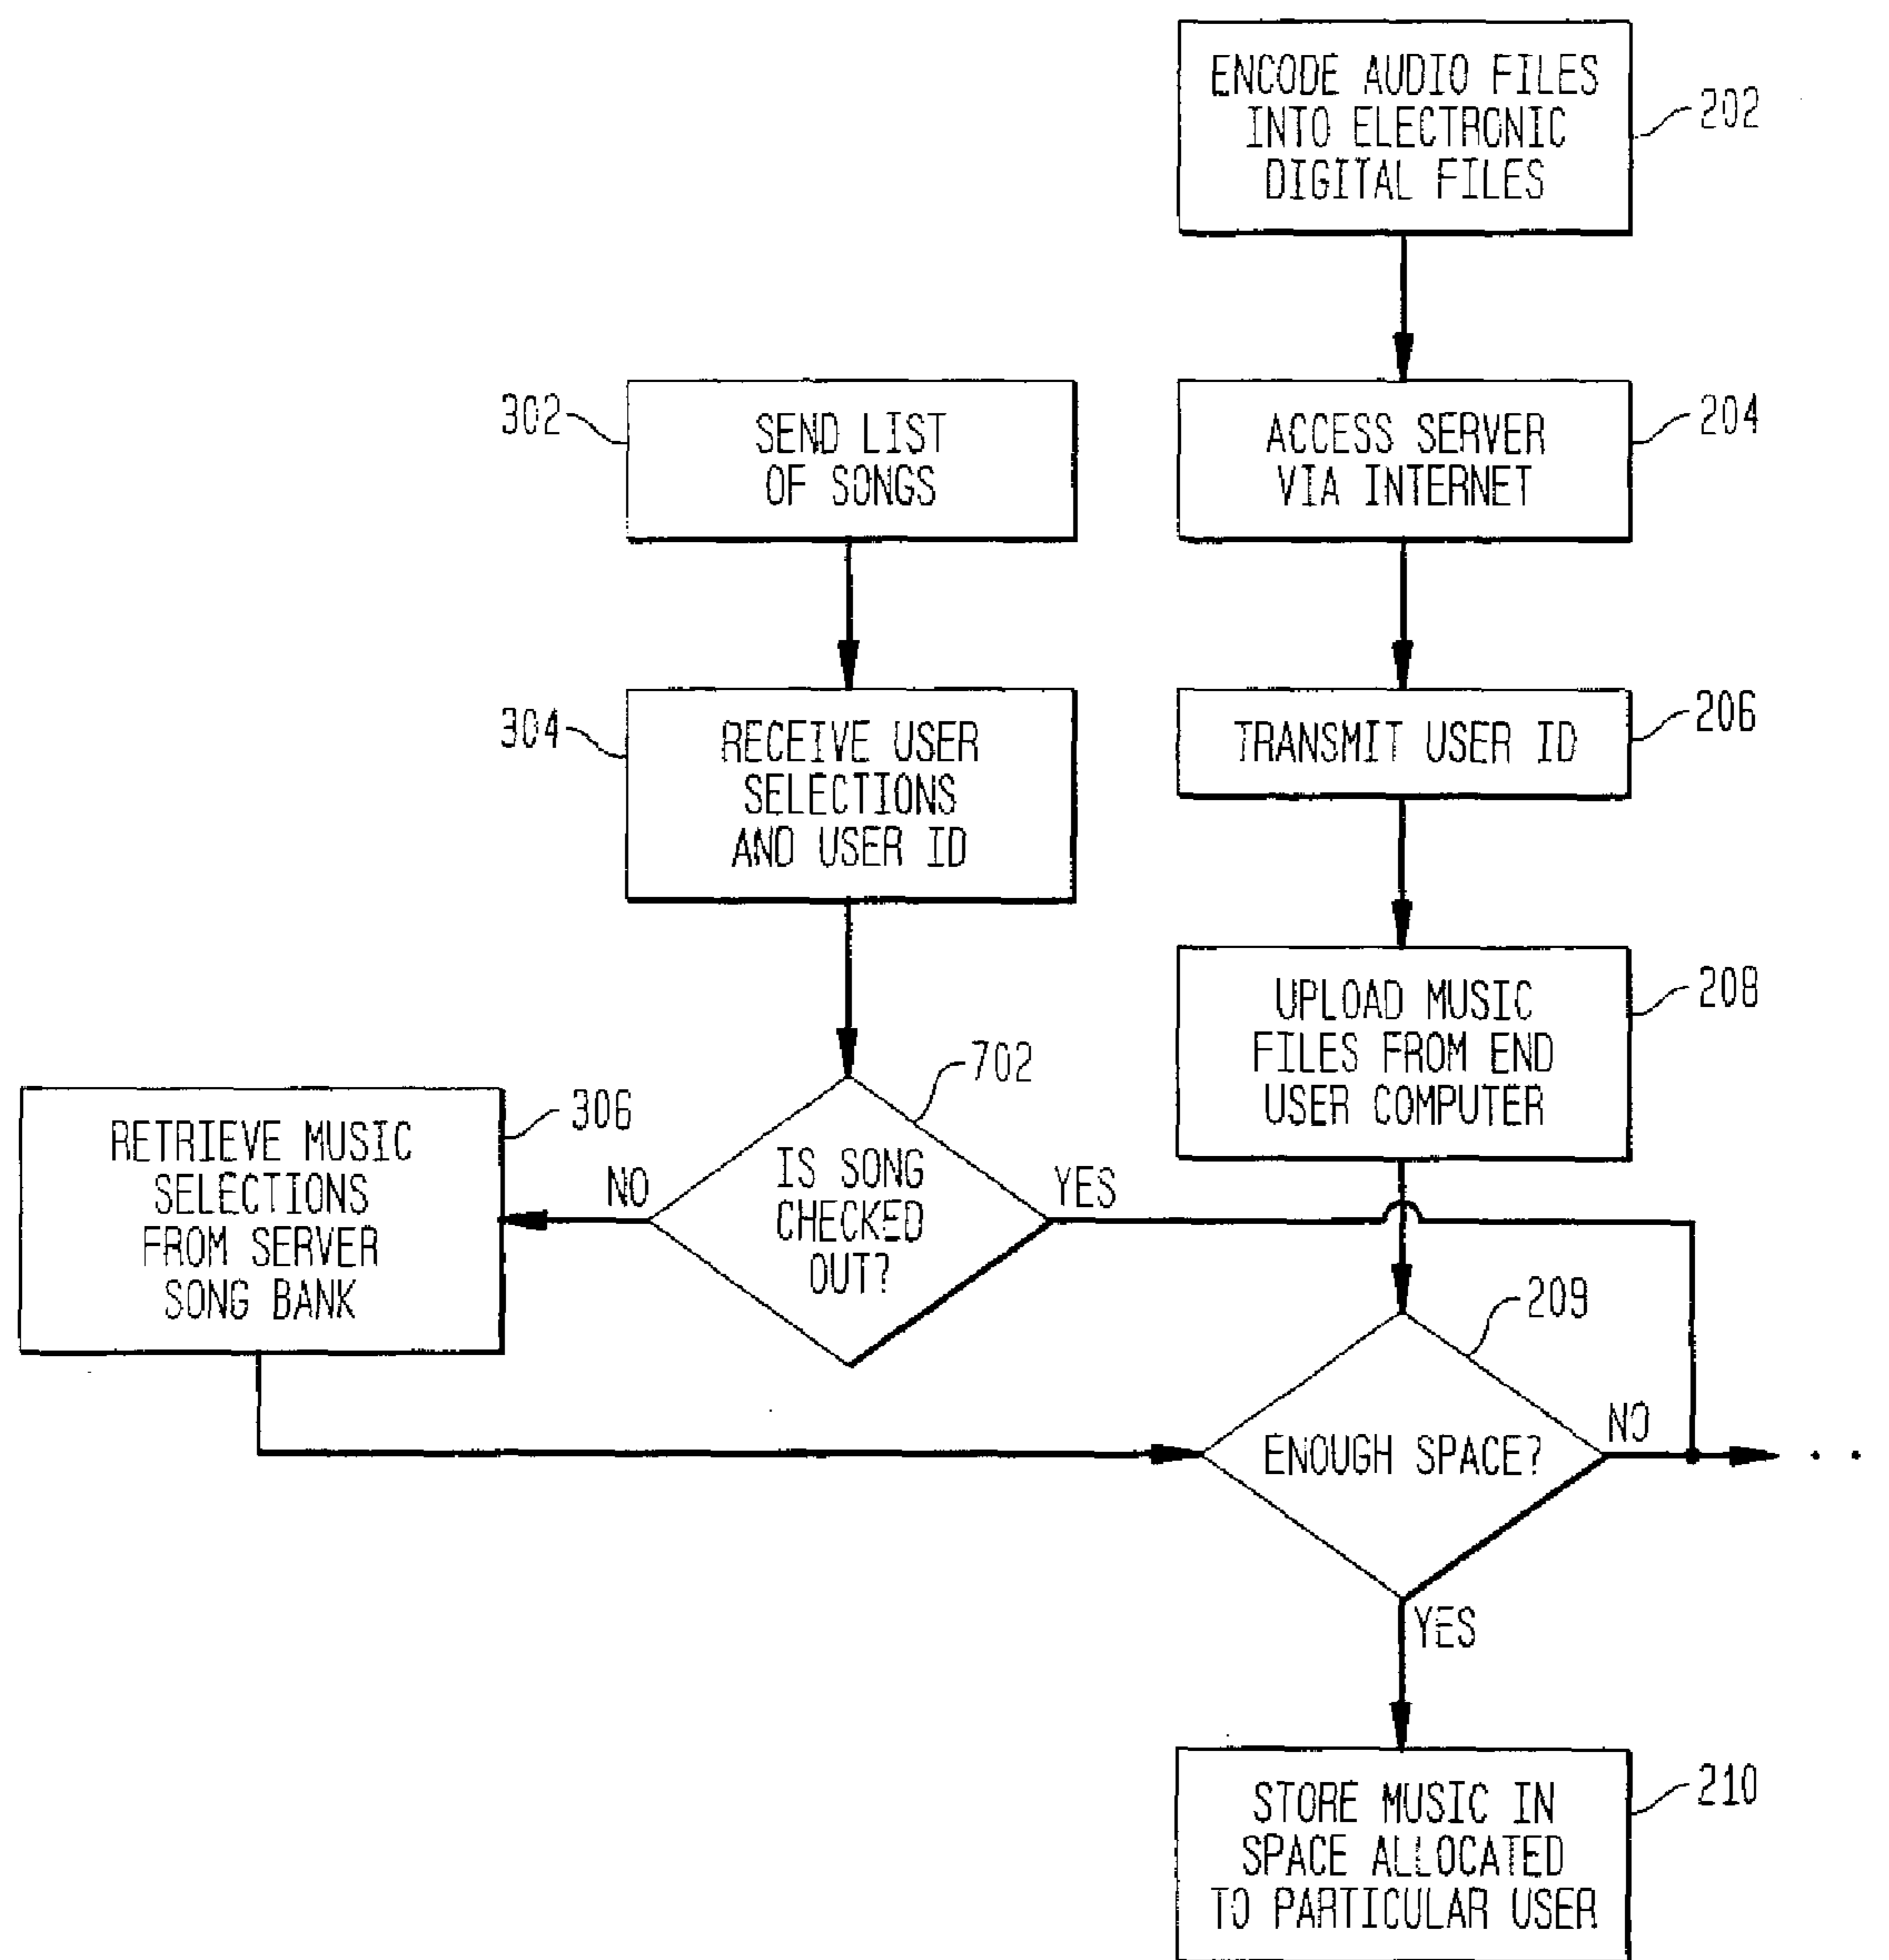 ENCODE AUDIO FILES
INTO ELECTRONIC
DIGITAL FILES
202
302
SEND LIST
OF SONGS
ACCESS SERVER
VIA INTERNET
204
304
RECEIVE USER
SELECTIONS
AND USER ID
TRANSMIT USER ID
206
UPLOAD MUSIC
FILES FROM END
USER COMPUTER
208
RETRIEVE MUSIC
SELECTIONS
FROM SERVER
SONG BANK
306
NO
702
IS SONG
CHECKED
OUT?
YES
209
ENOUGH SPACE?
NO
YES
STORE MUSIC IN
SPACE ALLOCATED
TO PARTICULAR USER
210